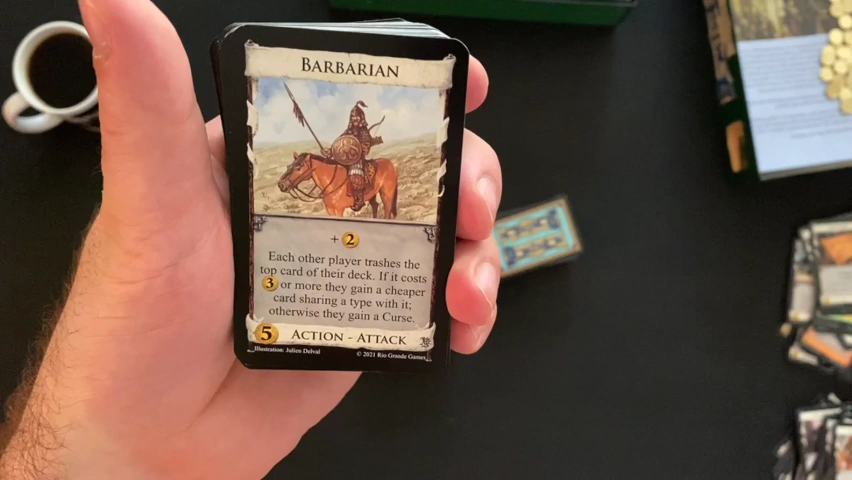 BARBARIAN
+ 2
Each other player trashes the
top card of their deck. If it costs
3 or more they gain a cheaper
card sharing a type with it;
otherwise they gain a Curse.
5 ACTION - ATTACK
Illustration: Julien Delval © 2021 Rio Grande Games